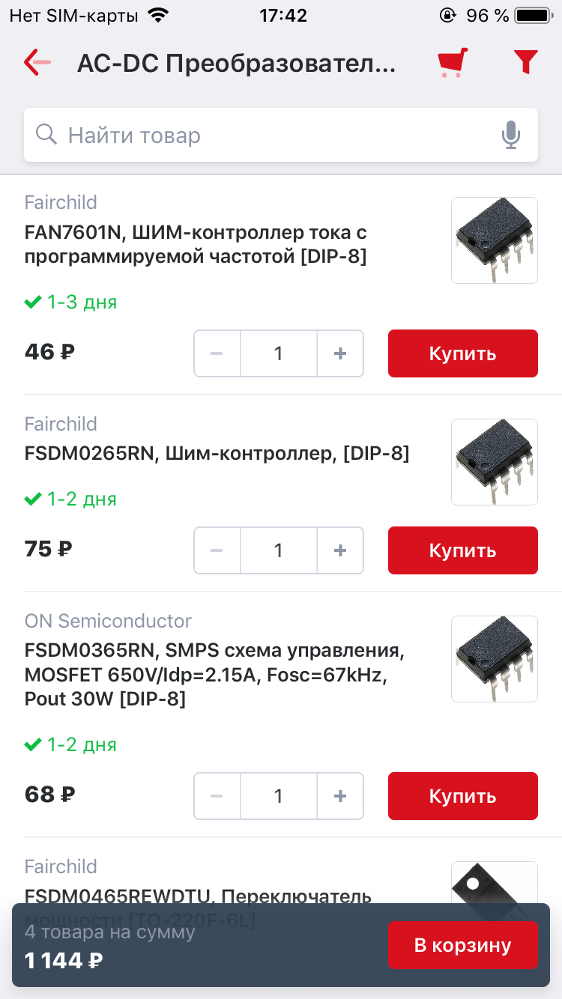 Нет SIM-карты 17:42 96 %
AC-DC Преобразовател...
Найти товар
Fairchild
FAN7601N, ШИМ-контроллер тока с
программируемой частотой [DIP-8]
1-3 дня
46 ₽ − 1 + Купить
Fairchild
FSDM0265RN, Шим-контроллер, [DIP-8]
1-2 дня
75 ₽ − 1 + Купить
ON Semiconductor
FSDM0365RN, SMPS схема управления,
MOSFET 650V/Idp=2.15A, Fosc=67kHz,
Pout 30W [DIP-8]
1-2 дня
68 ₽ − 1 + Купить
Fairchild
FSDM0465REWDTU, Переключатель
мощности [TO-220F-6L]
4 товара на сумму
1 144 ₽ В корзину